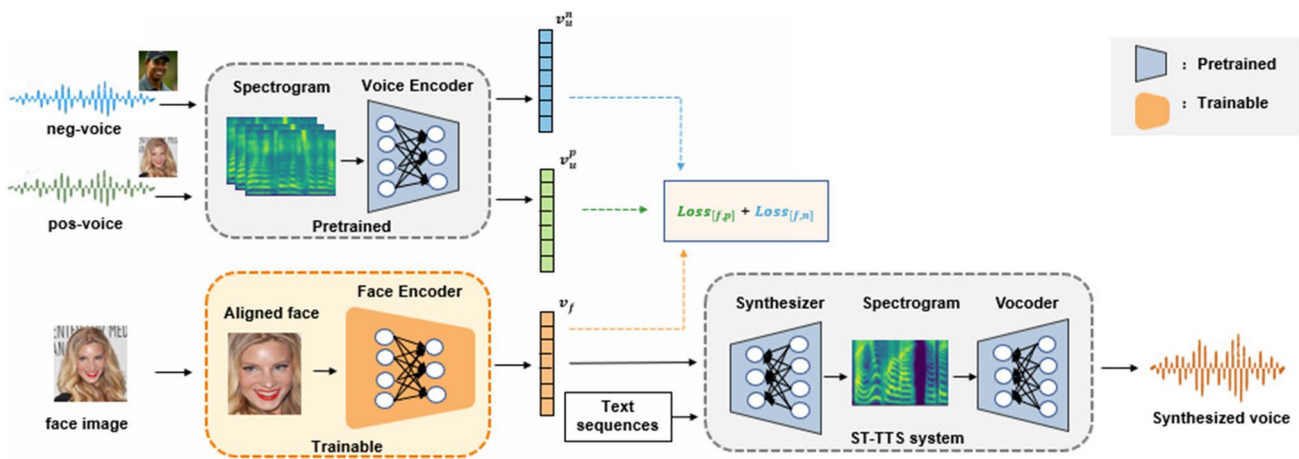 neg-voice
pos-voice
Spectrogram
Voice Encoder
Pretrained
v_u^n
v_u^p
Loss[f,p] + Loss[f,n]
: Pretrained
: Trainable
face image
Aligned face
Face Encoder
Trainable
v_f
Text
sequences
Synthesizer
Spectrogram
Vocoder
ST-TTS system
Synthesized voice